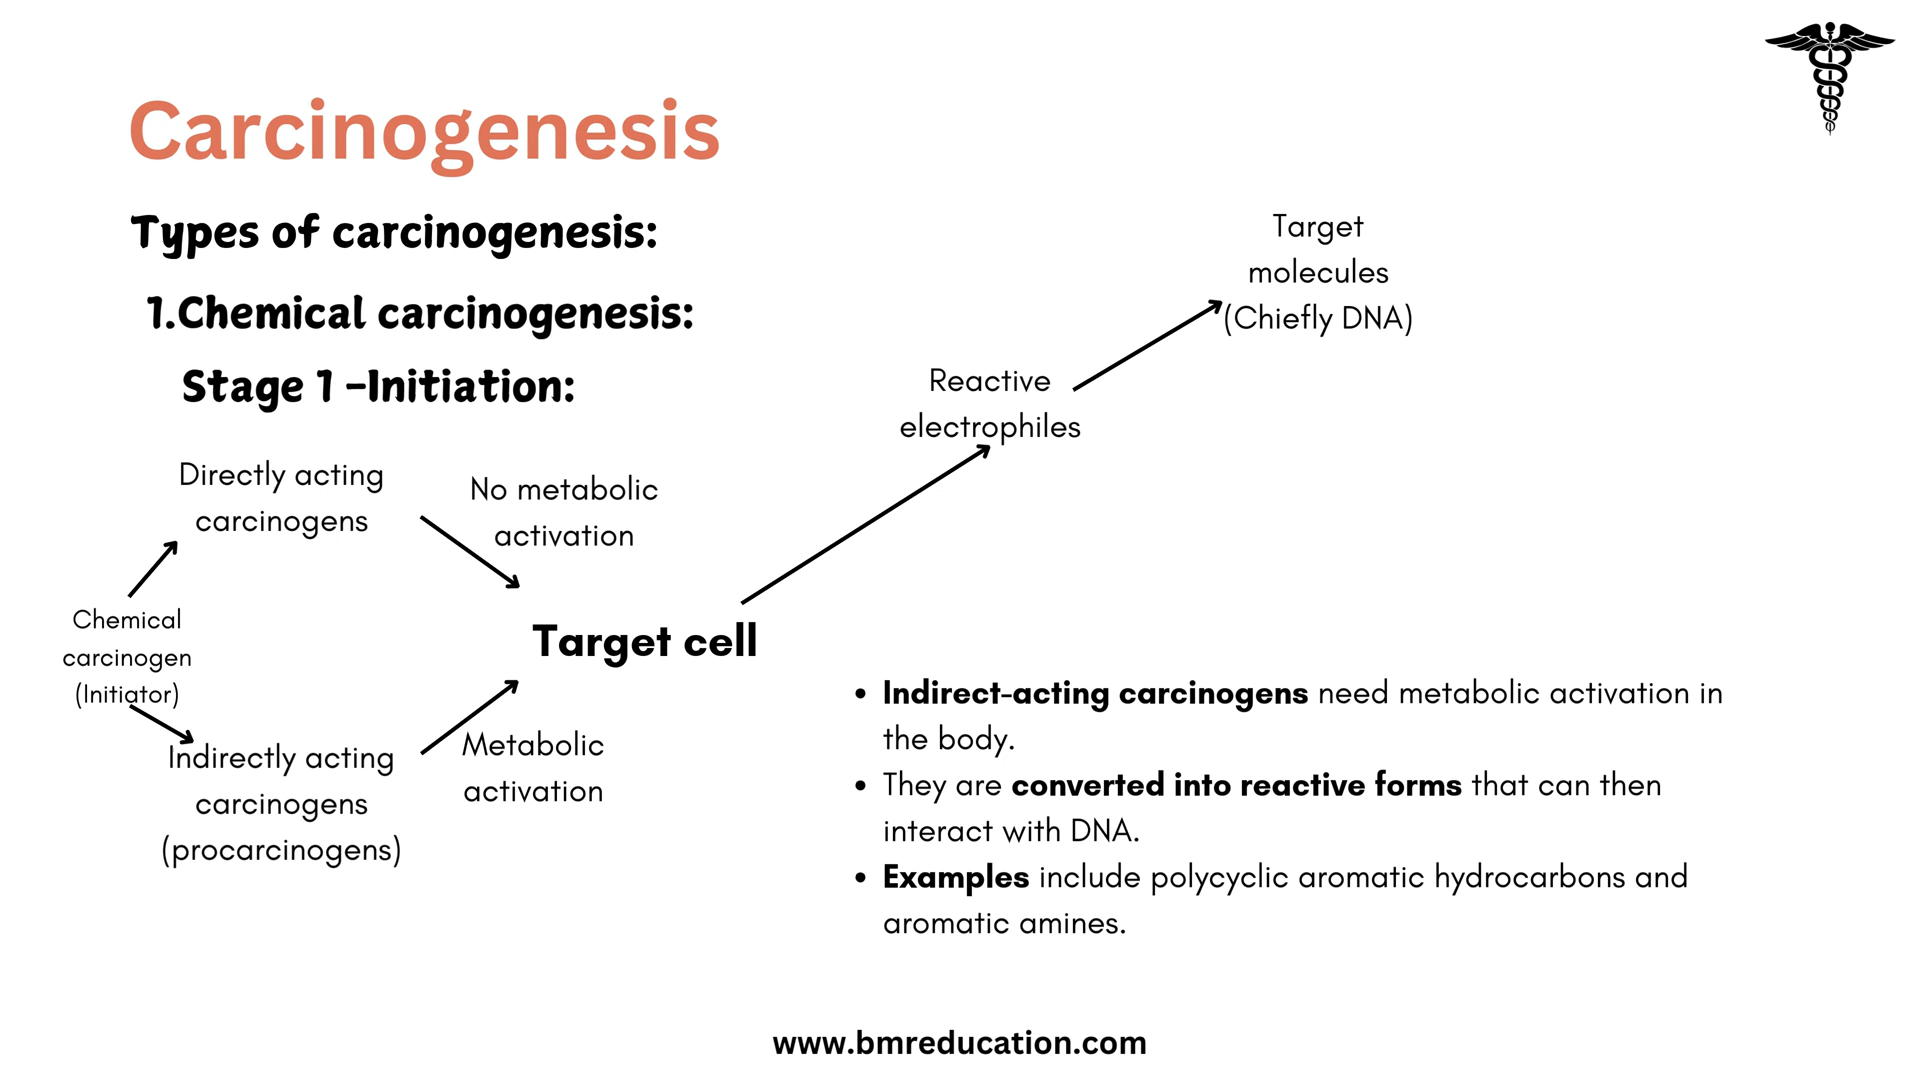 Carcinogenesis
Types of carcinogenesis:
1.Chemical carcinogenesis:
Stage 1 –Initiation:
Directly acting
carcinogens
No metabolic
activation
Chemical
carcinogen
(Initiator)
Indirectly acting
carcinogens
(procarcinogens)
Metabolic
activation
Target cell
Reactive
electrophiles
Target
molecules
(Chiefly DNA)
• Indirect-acting carcinogens need metabolic activation in
the body.
• They are converted into reactive forms that can then
interact with DNA.
• Examples include polycyclic aromatic hydrocarbons and
aromatic amines.
www.bmreducation.com